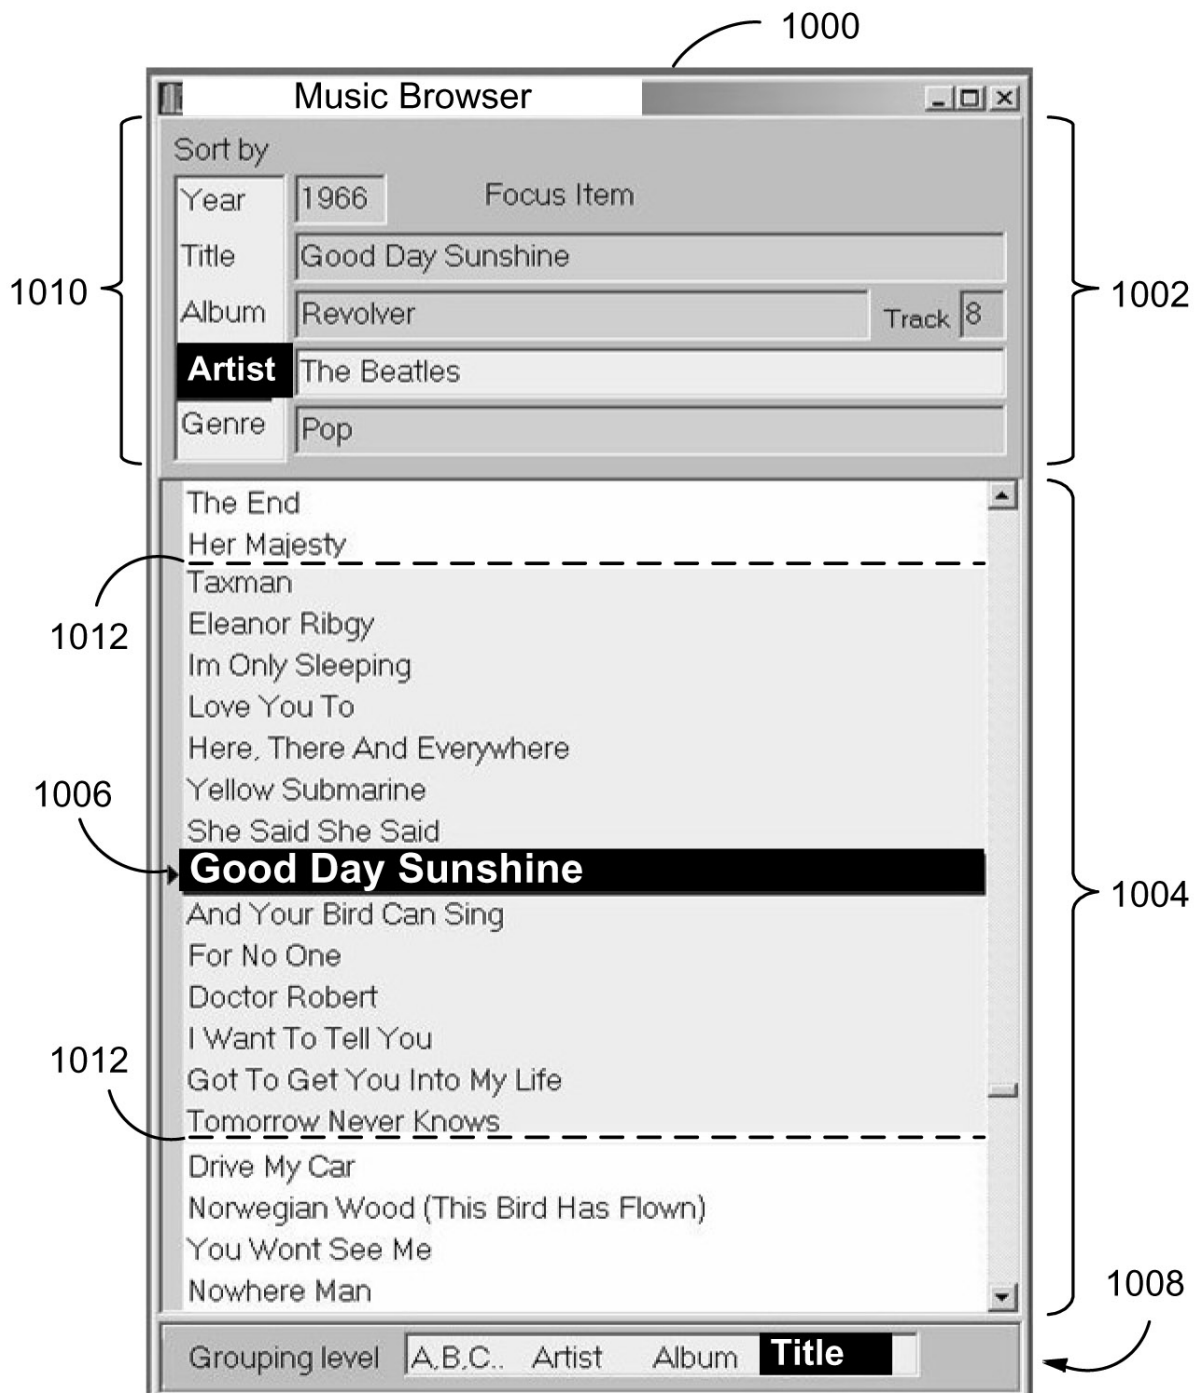 1000
Music Browser
Sort by
Year 1966 Focus Item
Title Good Day Sunshine
1010 1002
Album Revolver Track 8
Artist The Beatles
Genre Pop
The End
Her Majesty
Taxman
Eleanor Ribgy
1012
Im Only Sleeping
Love You To
Here, There And Everywhere
Yellow Submarine
1006
She Said She Said
Good Day Sunshine
1004
And Your Bird Can Sing
For No One
Doctor Robert
I Want To Tell You
1012
Got To Get You Into My Life
Tomorrow Never Knows
Drive My Car
Norwegian Wood (This Bird Has Flown)
You Wont See Me
Nowhere Man
1008
Grouping level A,B,C.. Artist Album Title